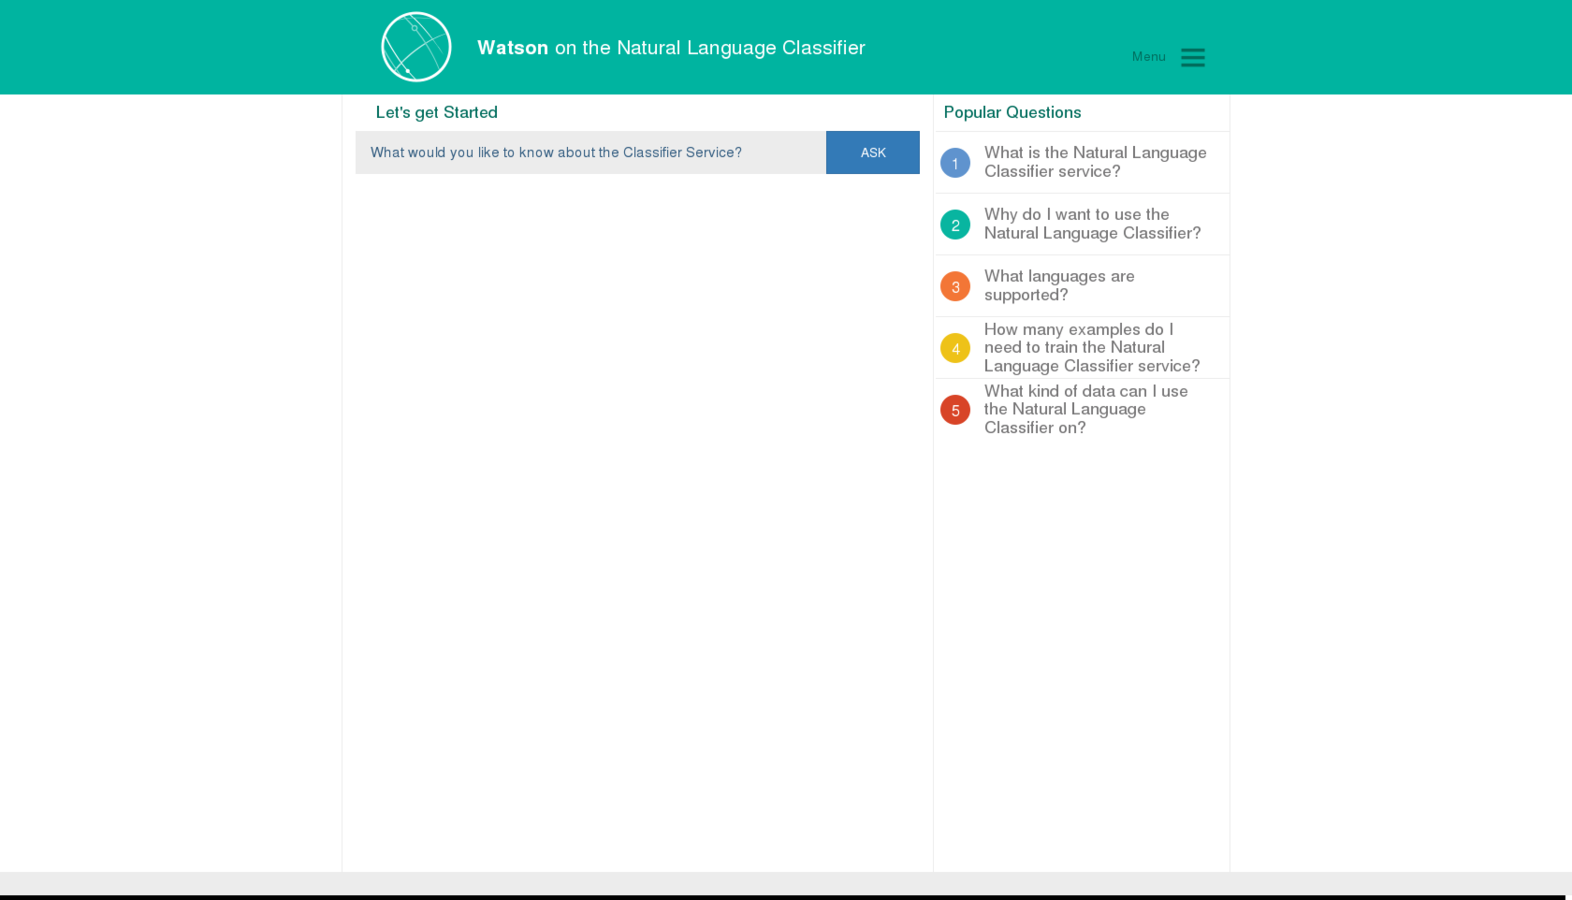 Watson on the Natural Language Classifier
Menu
Let's get Started
What would you like to know about the Classifier Service?
ASK
Popular Questions
1
What is the Natural Language
Classifier service?
2
Why do I want to use the
Natural Language Classifier?
3
What languages are
supported?
4
How many examples do I
need to train the Natural
Language Classifier service?
5
What kind of data can I use
the Natural Language
Classifier on?